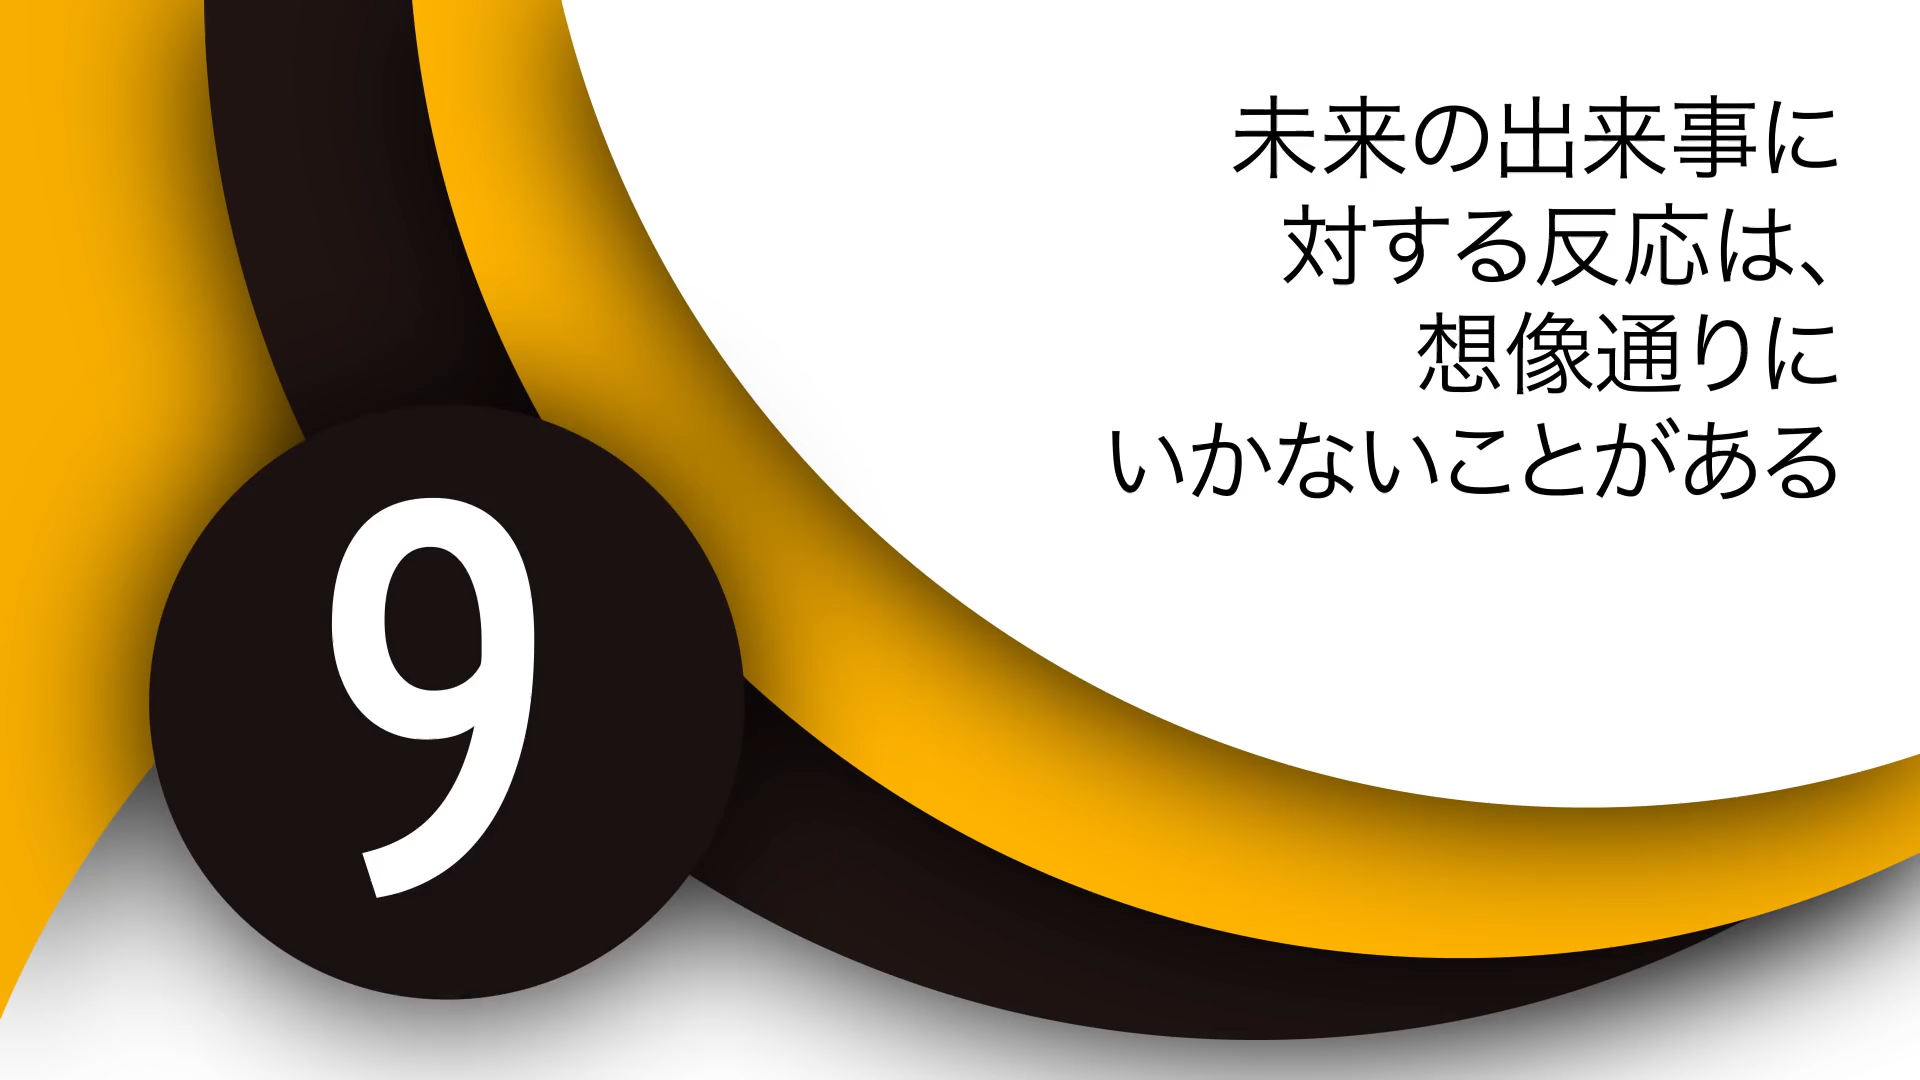 未来の出来事に
対する反応は、
想像通りに
いかないことがある
9